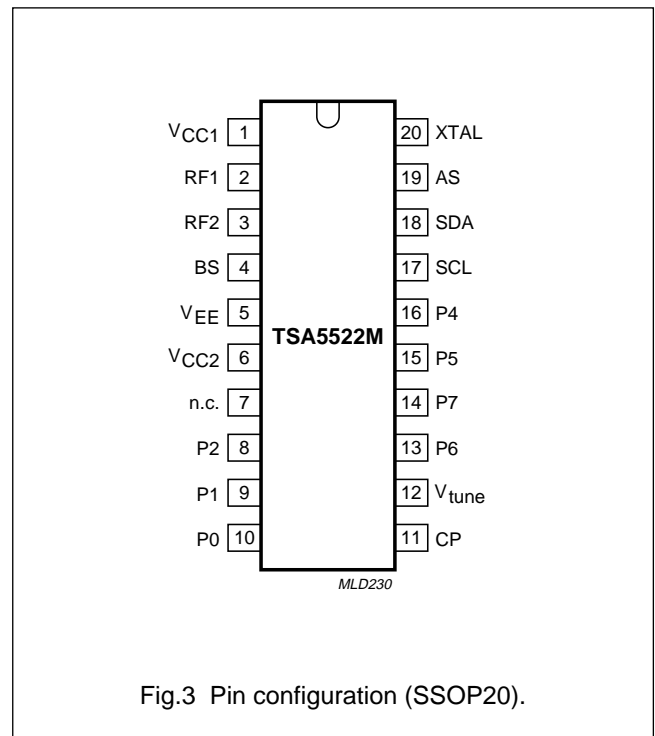 VCC1 1 20 XTAL
RF1 2 19 AS
RF2 3 18 SDA
BS 4 17 SCL
VEE 5 16 P4
TSA5522M
VCC2 6 15 P5
n.c. 7 14 P7
P2 8 13 P6
P1 9 12 Vtune
P0 10 11 CP
MLD230
Fig.3 Pin configuration (SSOP20).